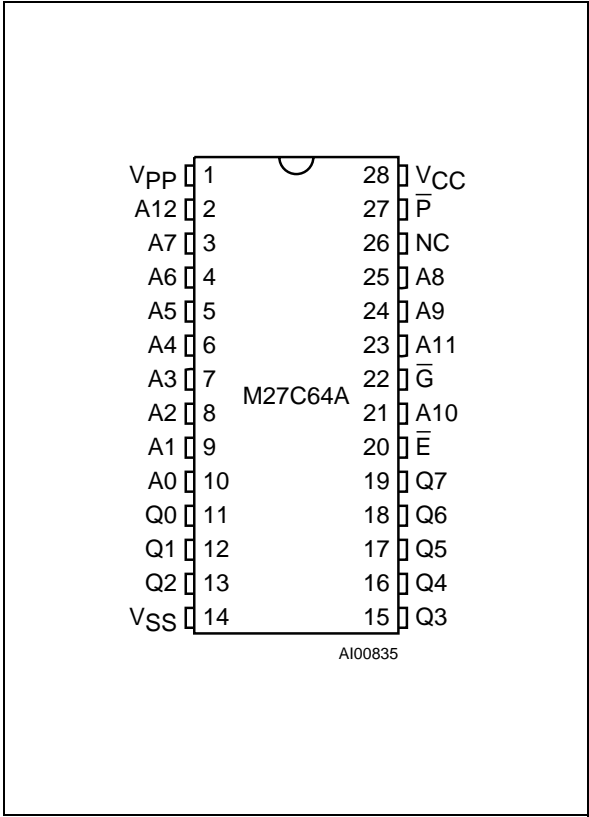 VPP 1 28 VCC
A12 2 27 P̅
A7 3 26 NC
A6 4 25 A8
A5 5 24 A9
A4 6 23 A11
A3 7 22 G̅
M27C64A
A2 8 21 A10
A1 9 20 E̅
A0 10 19 Q7
Q0 11 18 Q6
Q1 12 17 Q5
Q2 13 16 Q4
VSS 14 15 Q3
AI00835